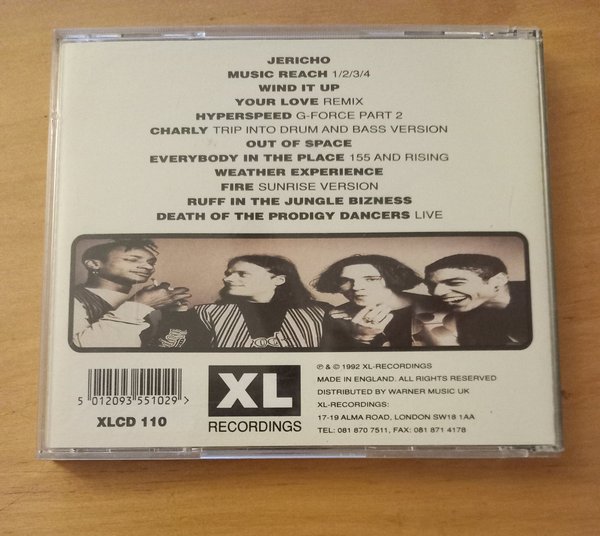 JERICHO
MUSIC REACH 1/2/3/4
WIND IT UP
YOUR LOVE REMIX
HYPERSPEED G-FORCE PART 2
CHARLY TRIP INTO DRUM AND BASS VERSION
OUT OF SPACE
EVERYBODY IN THE PLACE 155 AND RISING
WEATHER EXPERIENCE
FIRE SUNRISE VERSION
RUFF IN THE JUNGLE BIZNESS
DEATH OF THE PRODIGY DANCERS LIVE
5 012093 551029 >
XLCD 110
XL
RECORDINGS
℗ & © 1992 XL-RECORDINGS
MADE IN ENGLAND. ALL RIGHTS RESERVED
DISTRIBUTED BY WARNER MUSIC UK
XL-RECORDINGS:
17-19 ALMA ROAD, LONDON SW18 1AA
TEL: 081 870 7511, FAX: 081 871 4178